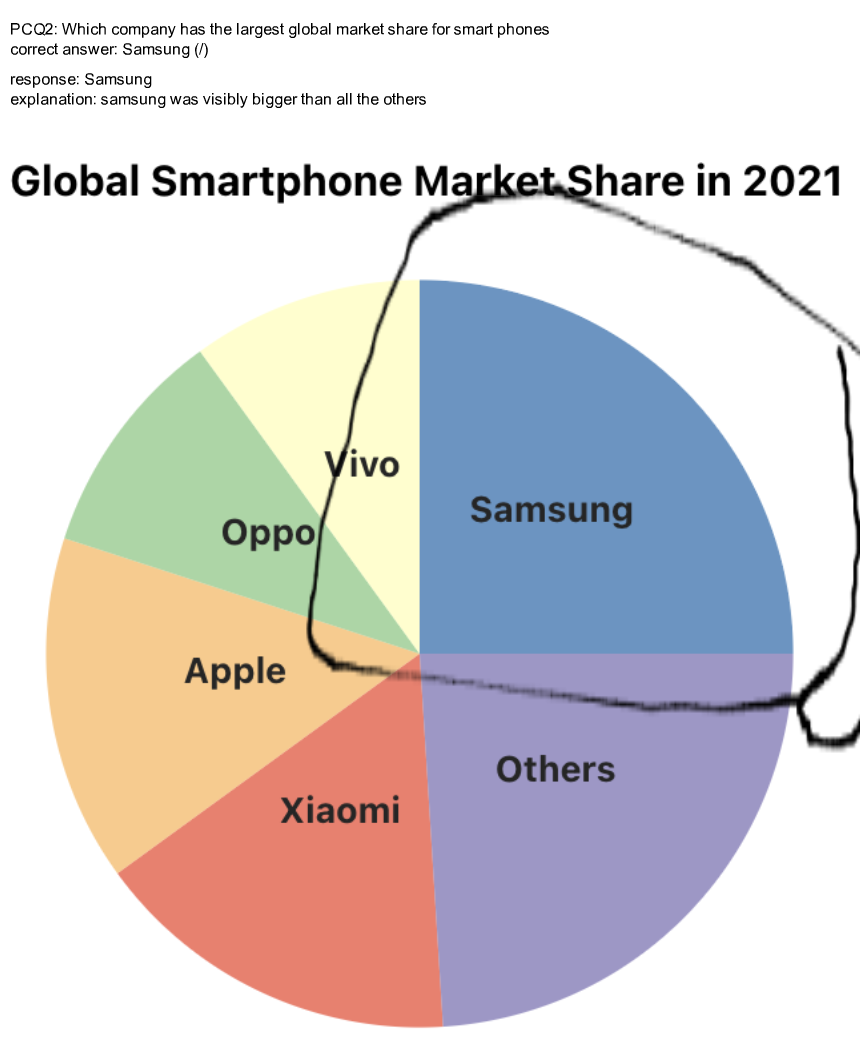 PCQ2: Which company has the largest global market share for smart phones
correct answer: Samsung (/)
response: Samsung
explanation: samsung was visibly bigger than all the others
Global Smartphone Market Share in 2021
Vivo
Samsung
Oppo
Apple
Others
Xiaomi